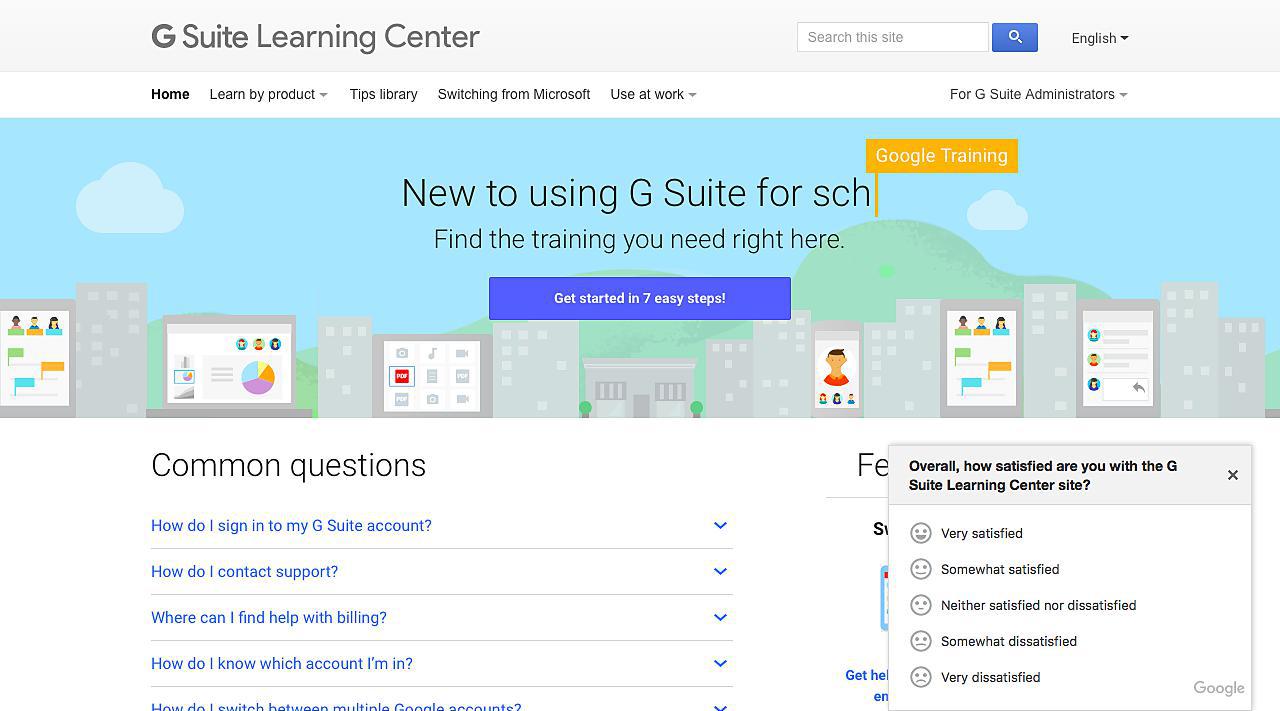 G Suite Learning Center
Search this site
English
Home
Learn by product
Tips library
Switching from Microsoft
Use at work
For G Suite Administrators
Google Training
New to using G Suite for sch
Find the training you need right here.
Get started in 7 easy steps!
PDF
PDF
PDF
Common questions
How do I sign in to my G Suite account?
How do I contact support?
Where can I find help with billing?
How do I know which account I'm in?
How do I switch between multiple Google accounts?
Fe
Sw
Get hel
en
Overall, how satisfied are you with the G
Suite Learning Center site?
Very satisfied
Somewhat satisfied
Neither satisfied nor dissatisfied
Somewhat dissatisfied
Very dissatisfied
Google